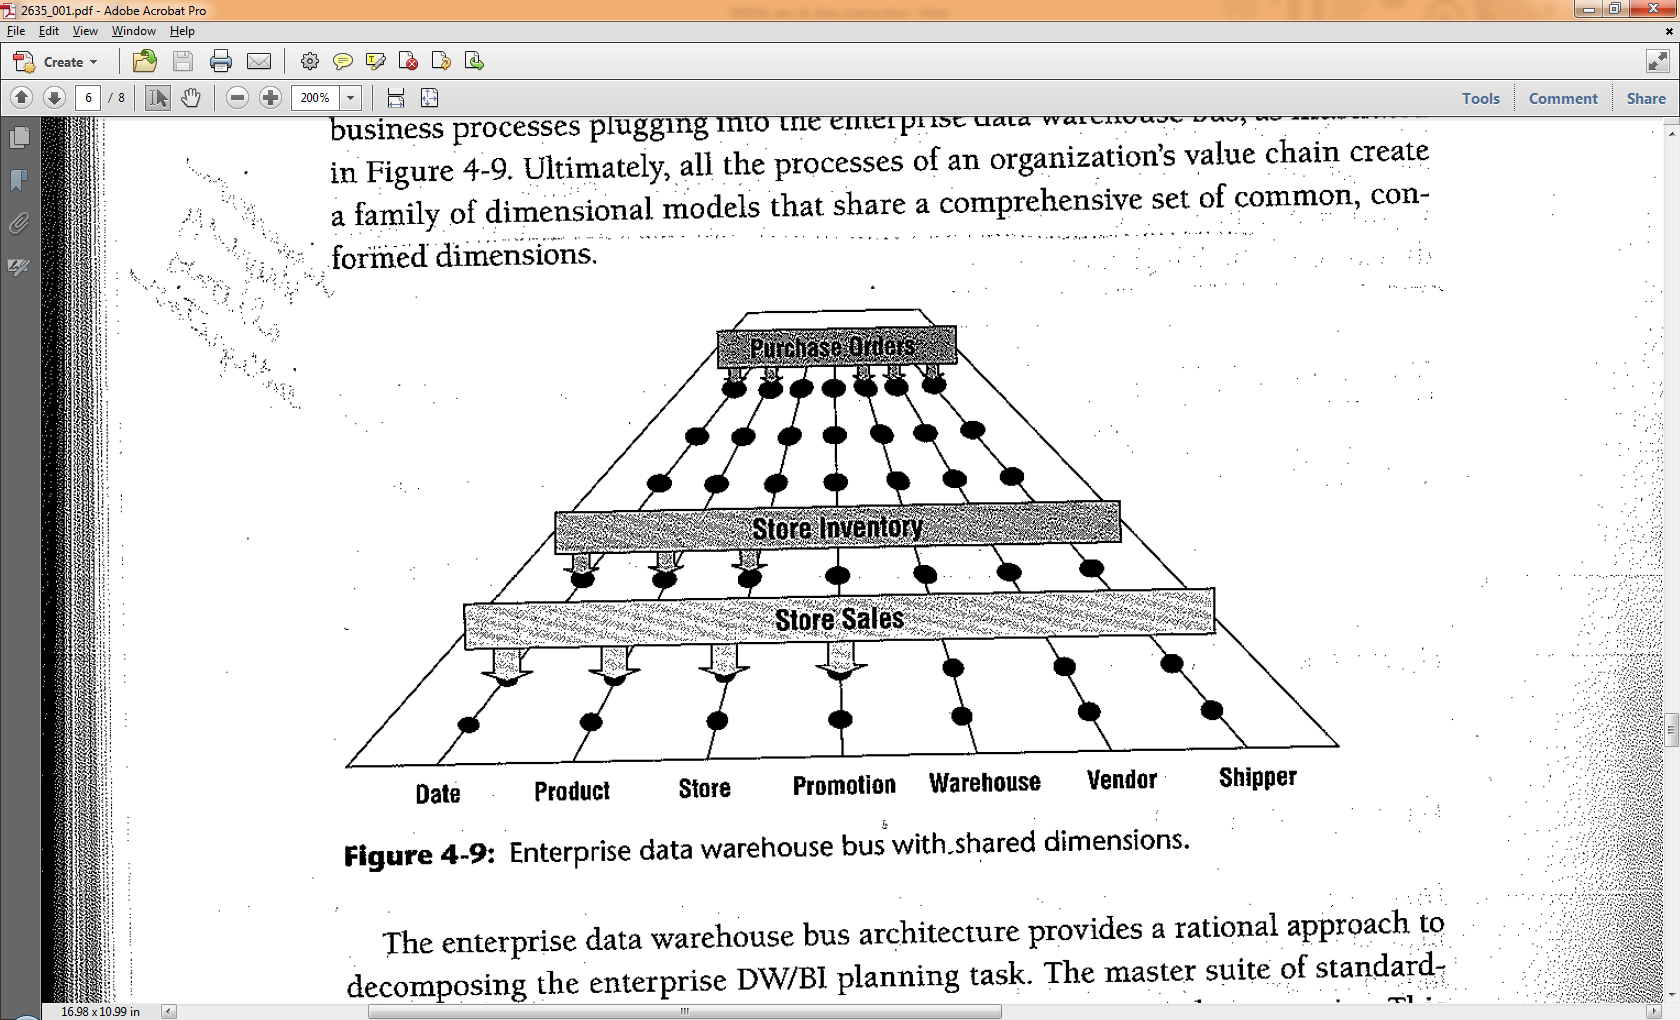 2635_001.pdf - Adobe Acrobat Pro
File Edit View Window Help
Create
6 / 8 200% Tools Comment Share
business processes plugging into the enterprise data warehouse bus, as
in Figure 4-9. Ultimately, all the processes of an organization's value chain create
a family of dimensional models that share a comprehensive set of common, con-
formed dimensions.
Purchase Orders
Store Inventory
Store Sales
Date Product Store Promotion Warehouse Vendor Shipper
Figure 4-9: Enterprise data warehouse bus with shared dimensions.
The enterprise data warehouse bus architecture provides a rational approach to
decomposing the enterprise DW/BI planning task. The master suite of standard-
16.98 x 10.99 in